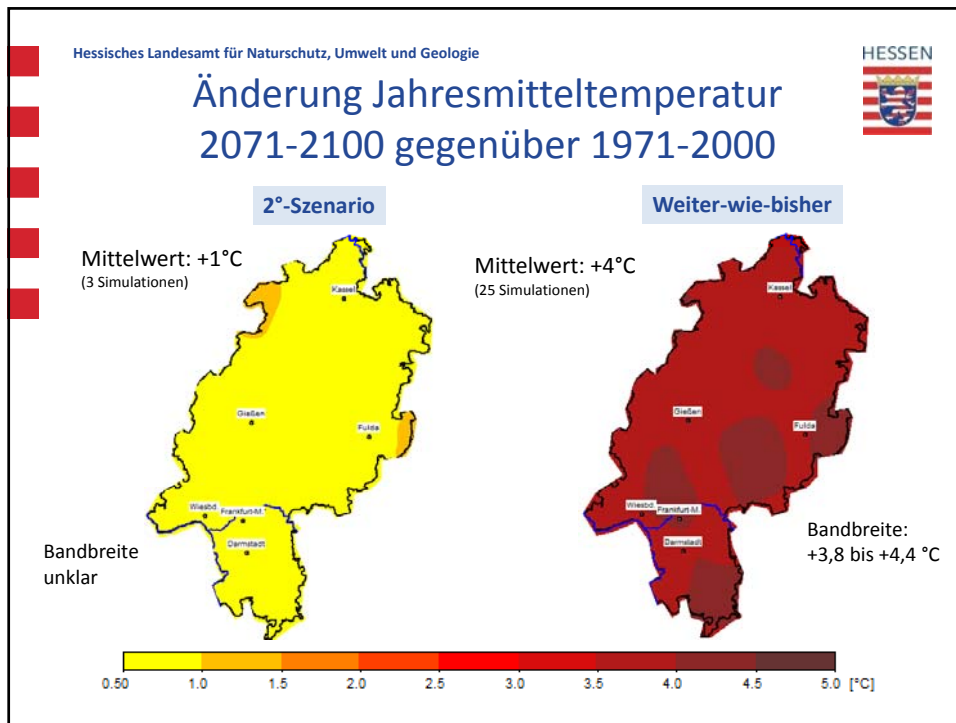 Hessisches Landesamt für Naturschutz, Umwelt und Geologie
HESSEN
Änderung Jahresmitteltemperatur
2071-2100 gegenüber 1971-2000
2°-Szenario
Weiter-wie-bisher
Mittelwert: +1°C
(3 Simulationen)
Kassel
Gießen
Fulda
Wiesbd.
Frankfurt-M.
Darmstadt
Bandbreite
unklar
Mittelwert: +4°C
(25 Simulationen)
Kassel
Gießen
Fulda
Wiesbd.
Frankfurt-M.
Darmstadt
Bandbreite:
+3,8 bis +4,4 °C
0.50 1.0 1.5 2.0 2.5 3.0 3.5 4.0 4.5 5.0 [°C]